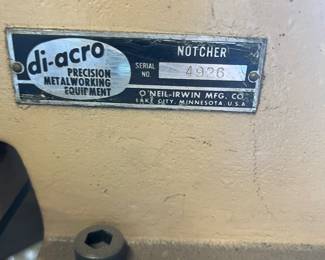 di-acro
PRECISION
METALWORKING
EQUIPMENT
NOTCHER
SERIAL NO. 4926
O'NEIL-IRWIN MFG. CO.
LAKE CITY, MINNESOTA, U.S.A.